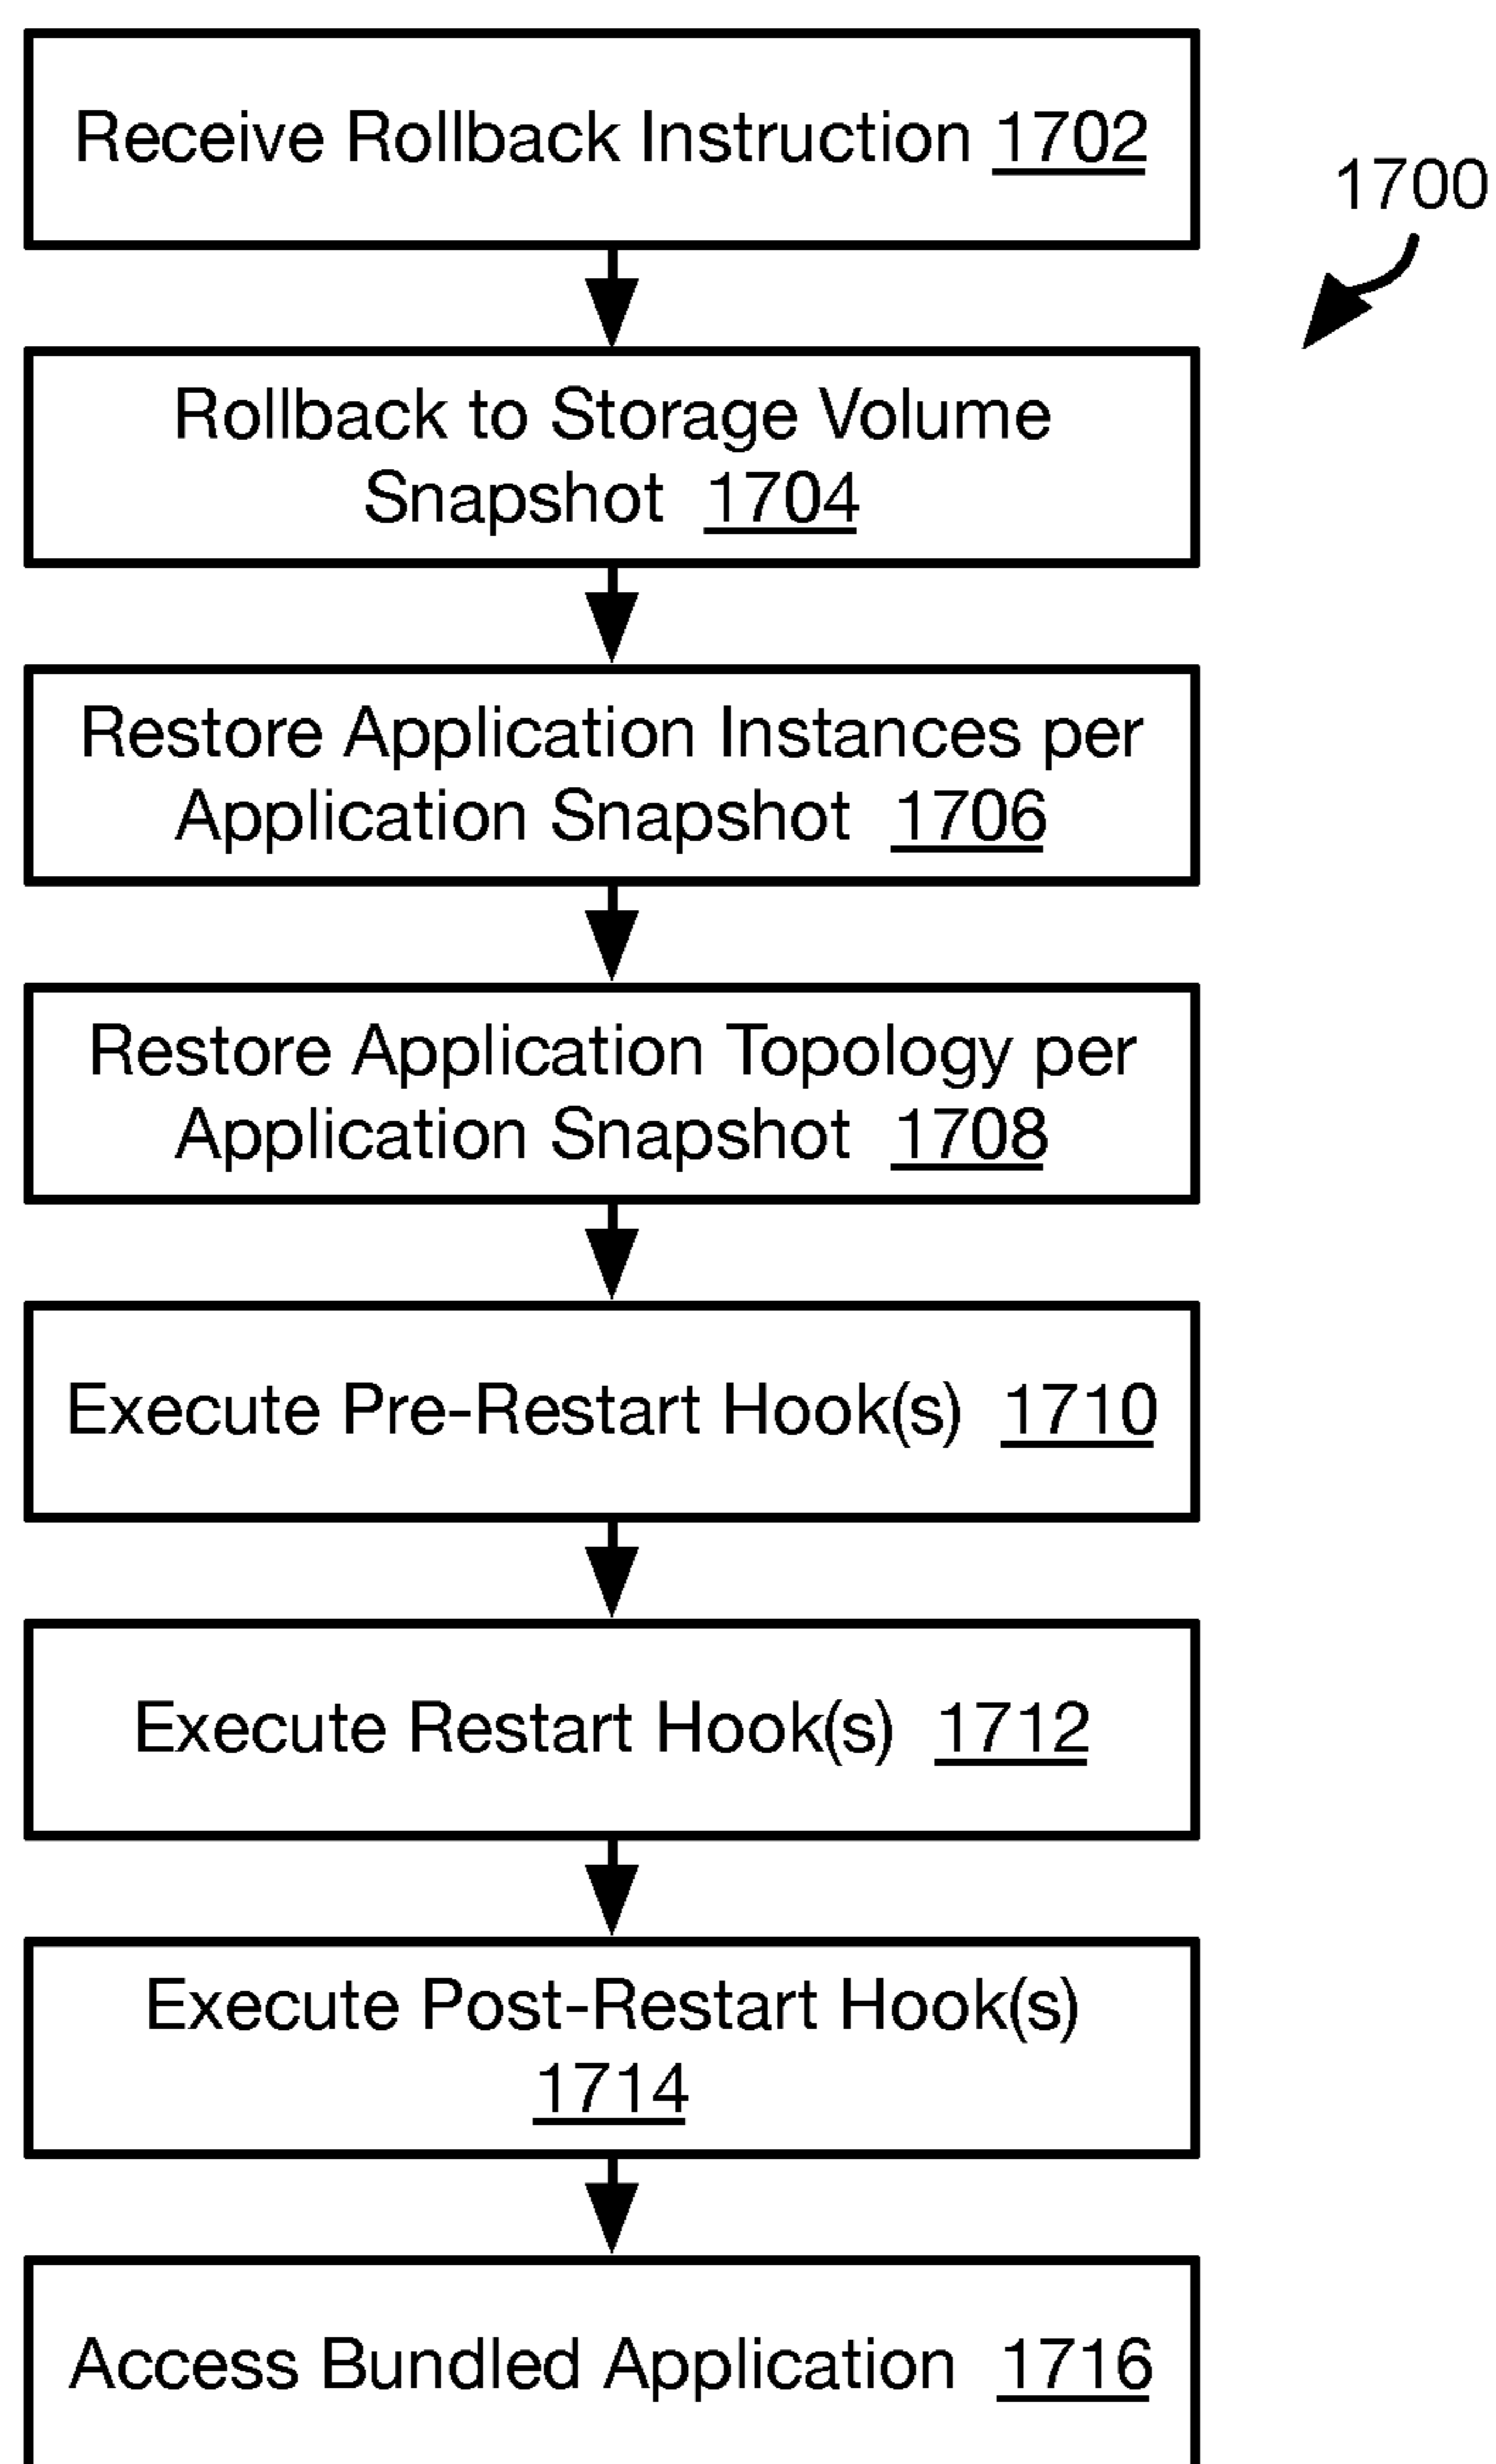 Receive Rollback Instruction 1702
1700
Rollback to Storage Volume
Snapshot 1704
Restore Application Instances per
Application Snapshot 1706
Restore Application Topology per
Application Snapshot 1708
Execute Pre-Restart Hook(s) 1710
Execute Restart Hook(s) 1712
Execute Post-Restart Hook(s)
1714
Access Bundled Application 1716